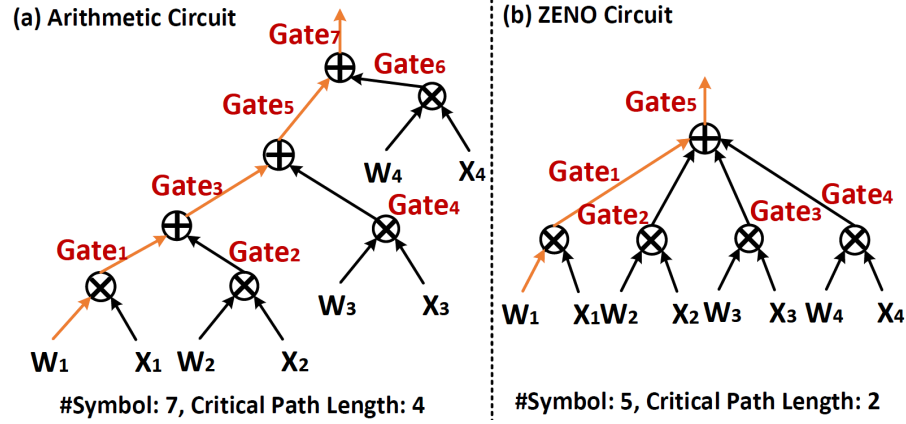 (a) Arithmetic Circuit
Gate7
Gate6
Gate5
W4 X4
Gate3
Gate4
Gate1
Gate2
W3 X3
W1 X1 W2 X2
#Symbol: 7, Critical Path Length: 4
(b) ZENO Circuit
Gate5
Gate1
Gate2
Gate3
Gate4
W1 X1 W2 X2 W3 X3 W4 X4
#Symbol: 5, Critical Path Length: 2